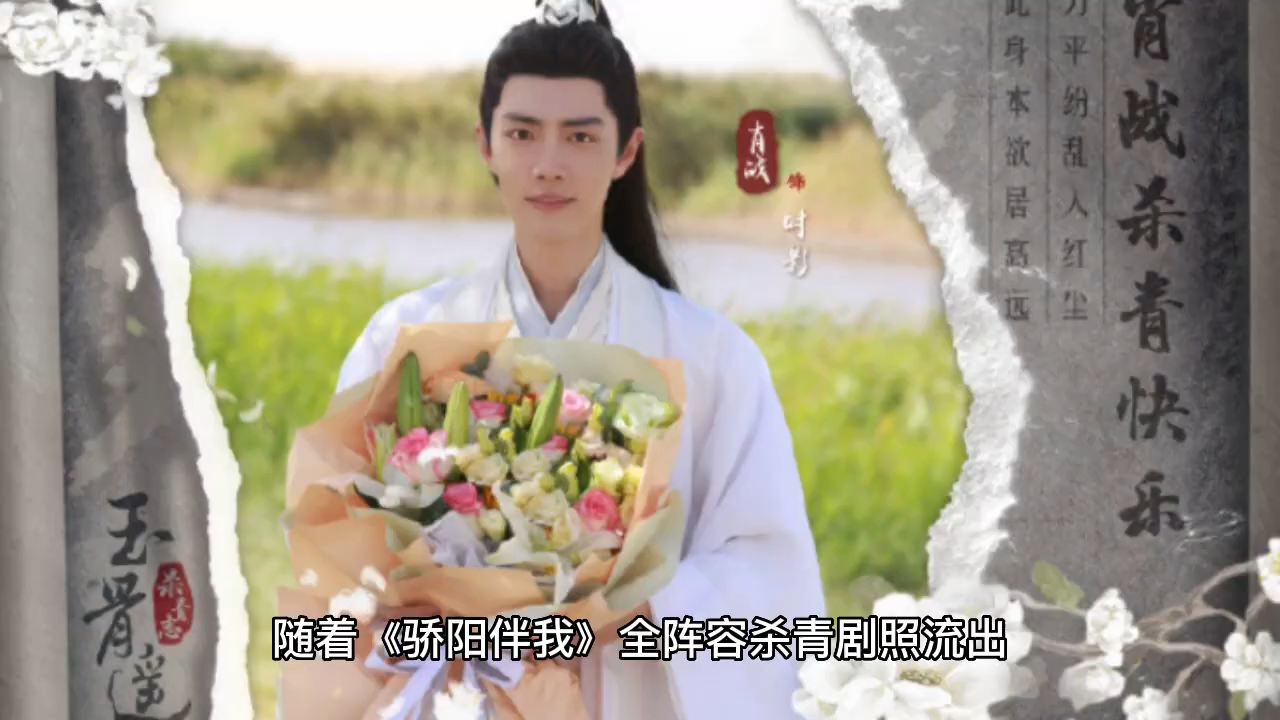 肖战杀青快乐
万平纷乱人红尘
此身本欲居高远
肖战
饰
时影
玉骨遥
杀青志
随着《骄阳伴我》全阵容杀青剧照流出